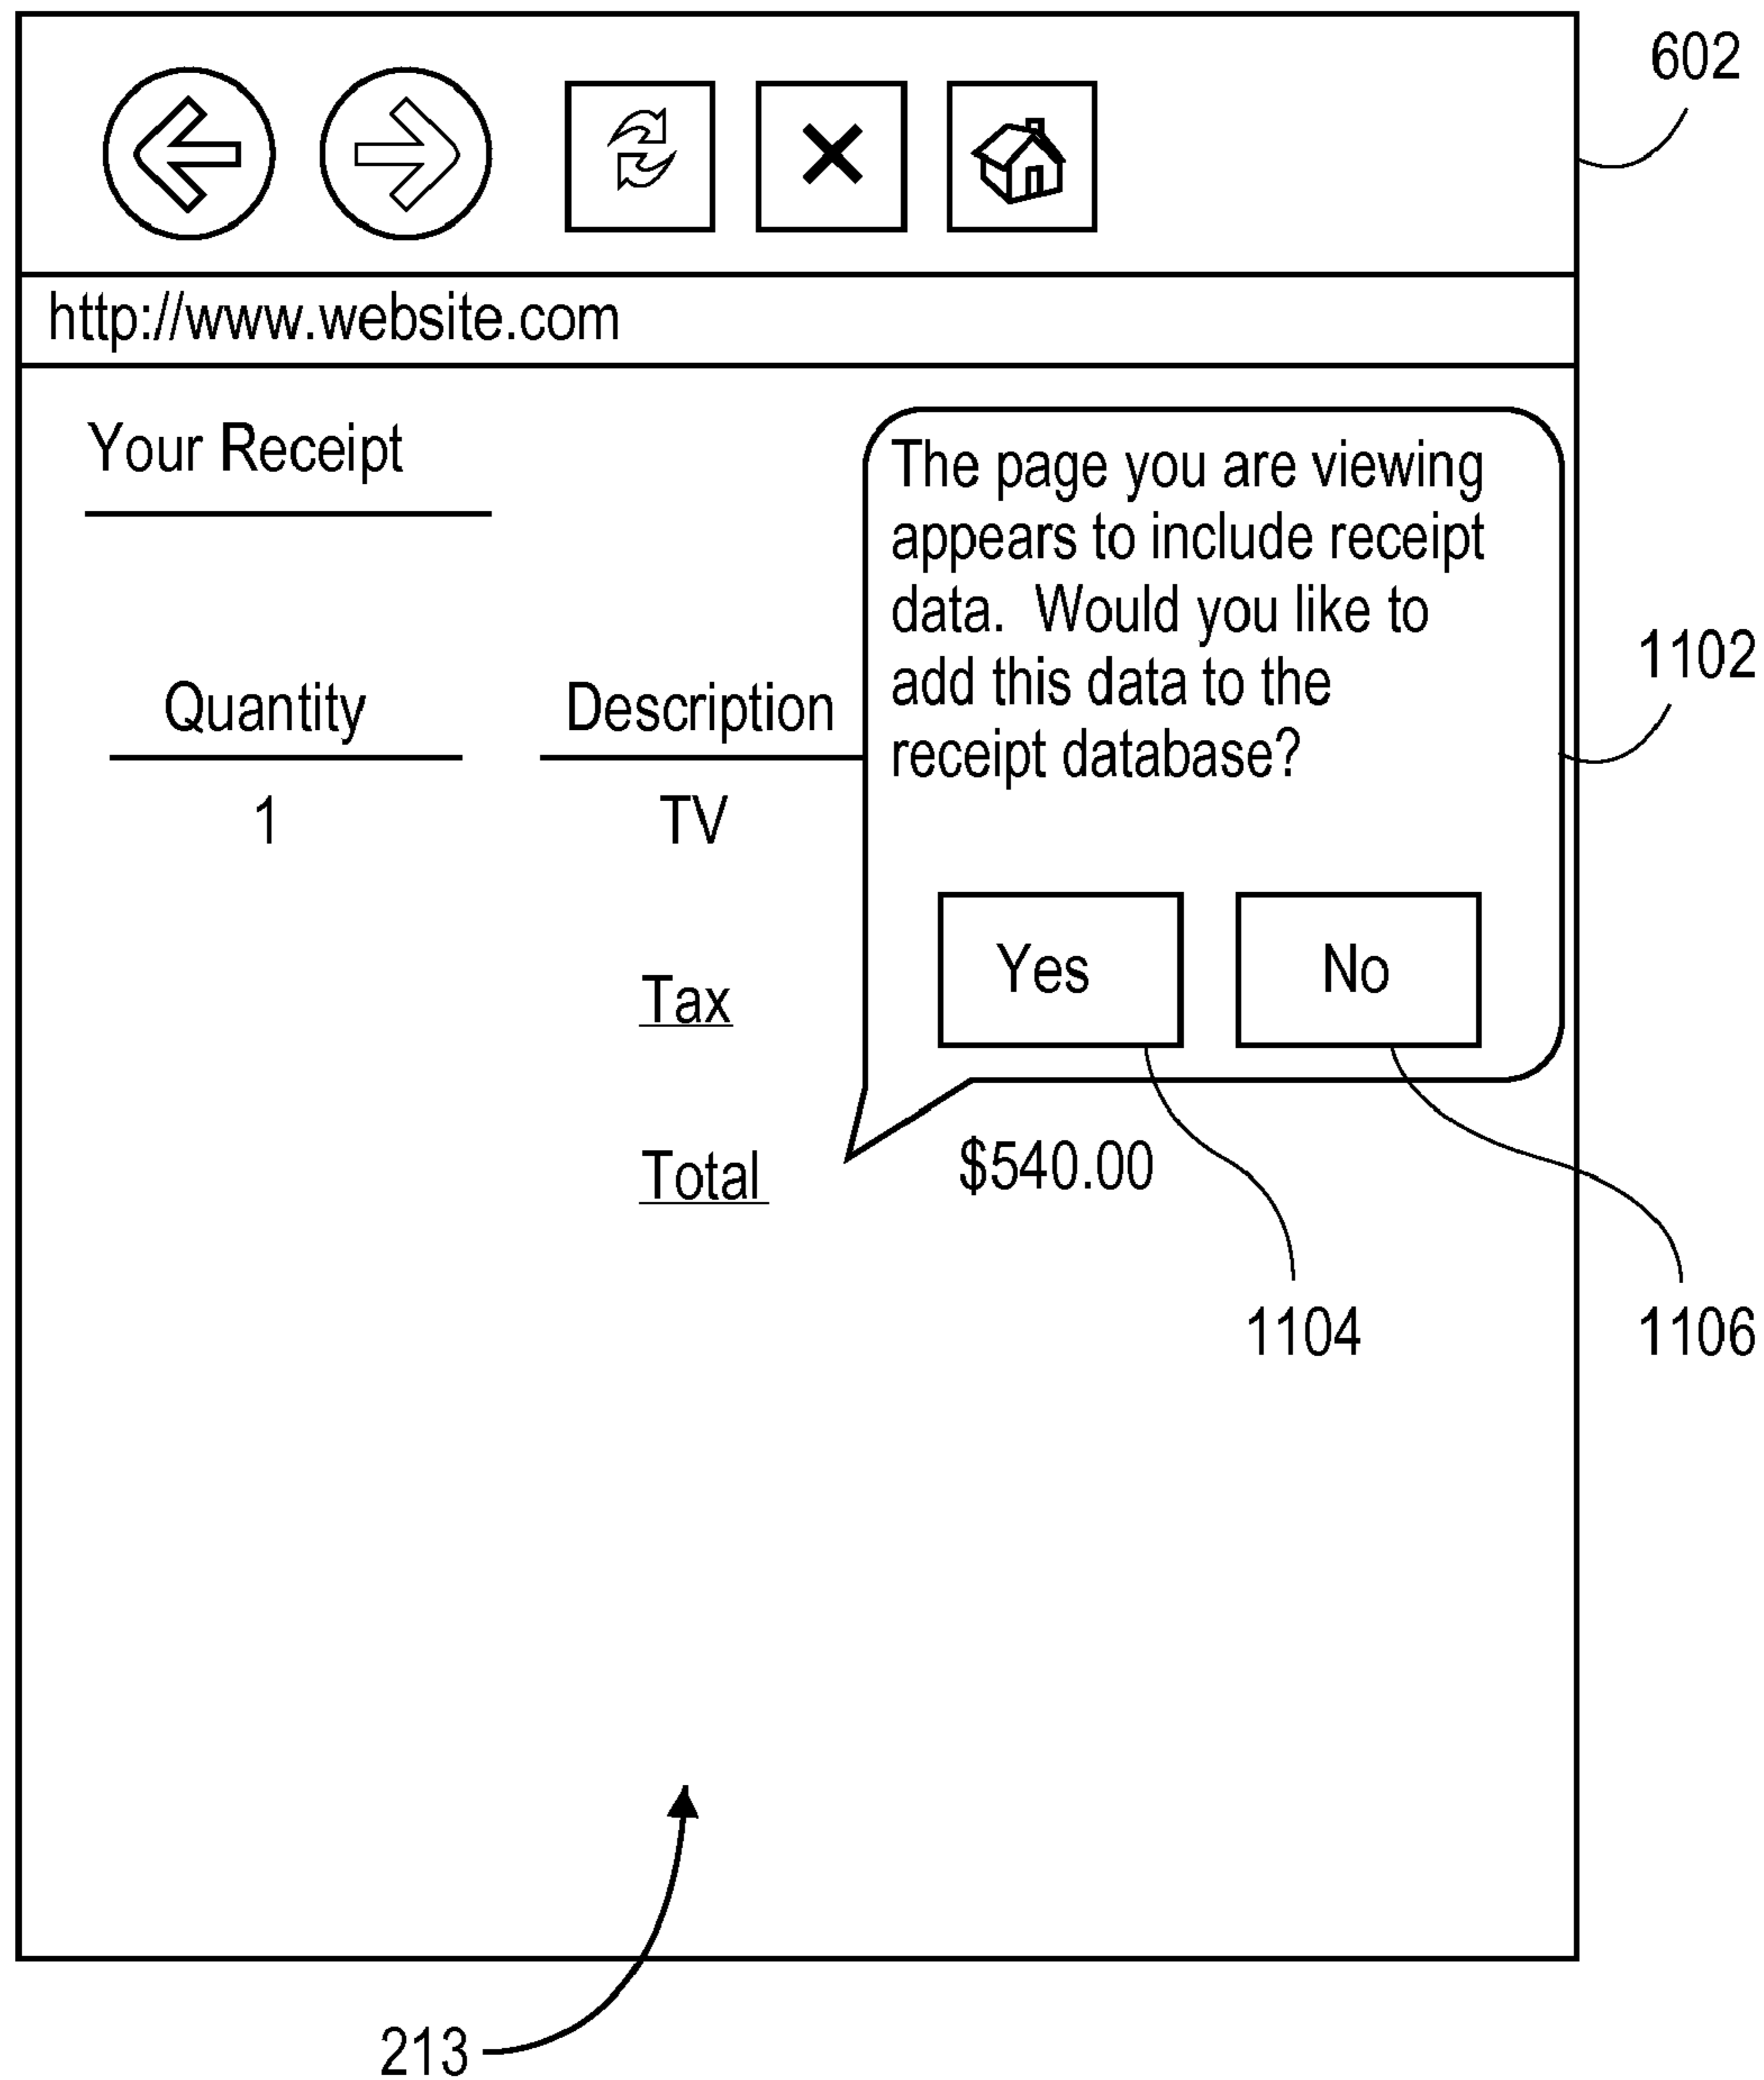 602
http://www.website.com
Your Receipt
The page you are viewing
appears to include receipt
data.  Would you like to
add this data to the
receipt database?
1102
Quantity
Description
1
TV
Yes
No
Tax
Total
$540.00
1104
1106
213